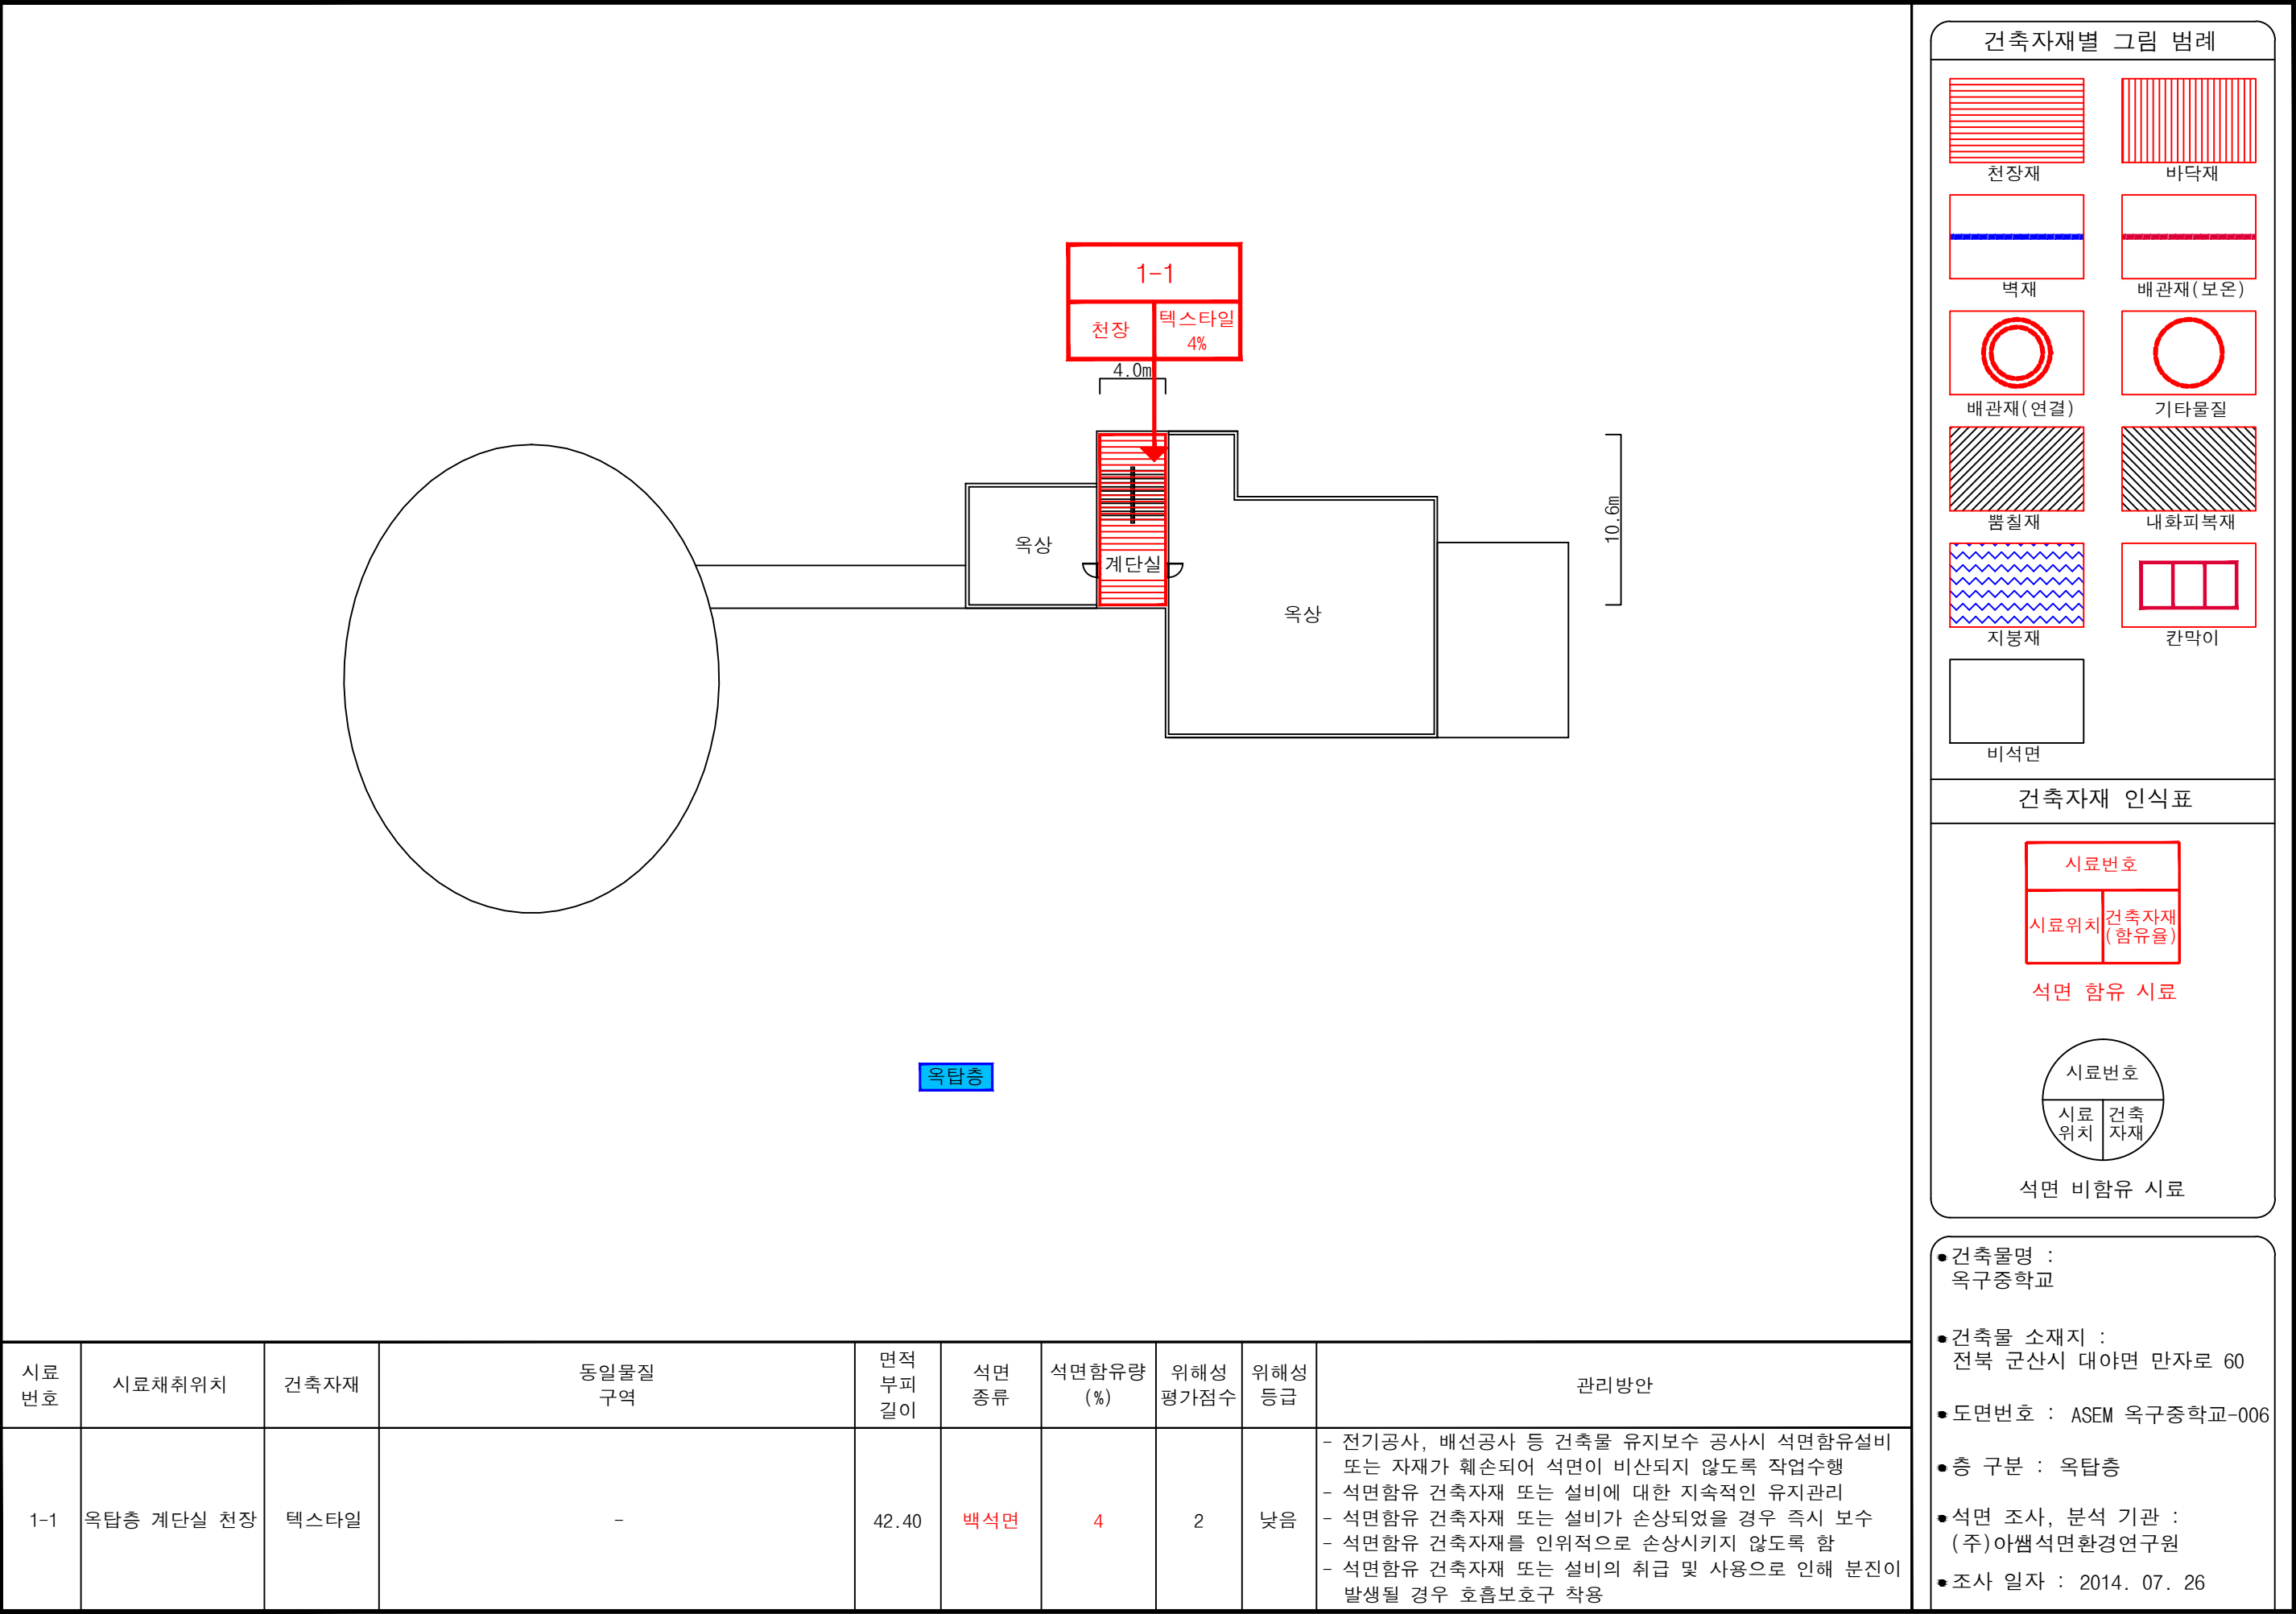 1-1
천장
텍스타일
4%
4.0m
10.6m
옥상
계단실
옥상
옥탑층
건축자재별 그림 범례
천장재
바닥재
벽재
배관재(보온)
배관재(연결)
기타물질
뿜칠재
내화피복재
지붕재
칸막이
비석면
건축자재 인식표
시료번호
시료위치
건축자재
(함유율)
석면 함유 시료
시료번호
시료
위치
건축
자재
석면 비함유 시료
건축물명 :
옥구중학교
건축물 소재지 :
전북 군산시 대야면 만자로 60
도면번호 : ASEM 옥구중학교-006
층 구분 : 옥탑층
석면 조사, 분석 기관 :
(주)아쌤석면환경연구원
조사 일자 : 2014. 07. 26
시료
번호
시료채취위치
건축자재
동일물질
구역
면적
부피
길이
석면
종류
석면함유량
(%)
위해성
평가점수
위해성
등급
관리방안
1-1
옥탑층 계단실 천장
텍스타일
-
42.40
백석면
4
2
낮음
- 전기공사, 배선공사 등 건축물 유지보수 공사시 석면함유설비
또는 자재가 훼손되어 석면이 비산되지 않도록 작업수행
- 석면함유 건축자재 또는 설비에 대한 지속적인 유지관리
- 석면함유 건축자재 또는 설비가 손상되었을 경우 즉시 보수
- 석면함유 건축자재를 인위적으로 손상시키지 않도록 함
- 석면함유 건축자재 또는 설비의 취급 및 사용으로 인해 분진이
발생될 경우 호흡보호구 착용